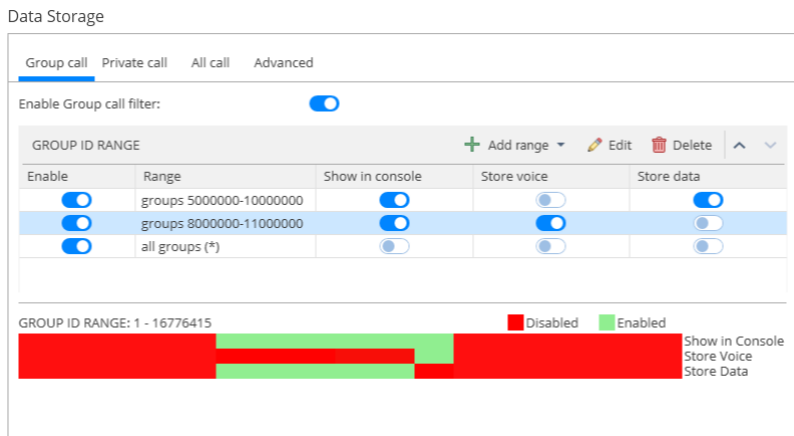 Data Storage
Group call Private call All call Advanced
Enable Group call filter:
GROUP ID RANGE Add range Edit Delete
Enable Range Show in console Store voice Store data
groups 5000000-10000000
groups 8000000-11000000
all groups (*)
GROUP ID RANGE: 1 - 16776415 Disabled Enabled
Show in Console
Store Voice
Store Data